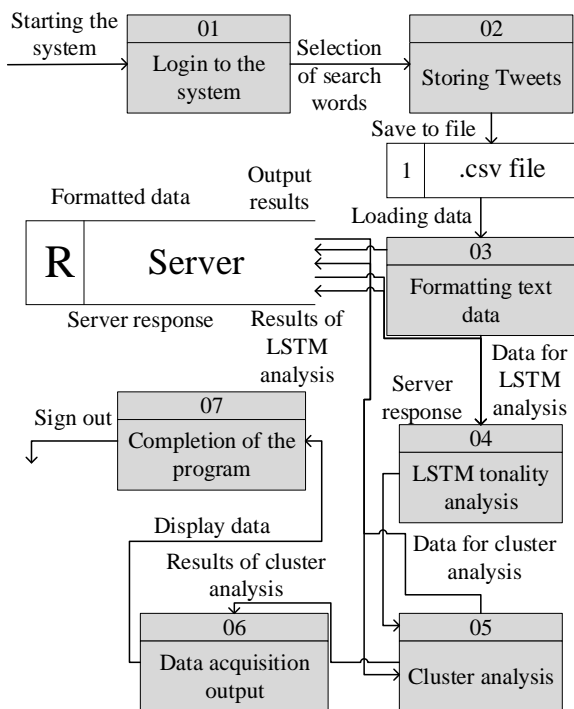 Starting the
system
01
Login to the
system
Selection
of search
words
02
Storing Tweets
Save to file
1
.csv file
Loading data
Formatted data
Output
results
R
Server
03
Formatting text
data
Server response
Results of
LSTM
analysis
Data for
LSTM
analysis
Server
response
07
Completion of the
program
Sign out
04
LSTM tonality
analysis
Display data
Data for cluster
analysis
Results of cluster
analysis
06
Data acquisition
output
05
Cluster analysis